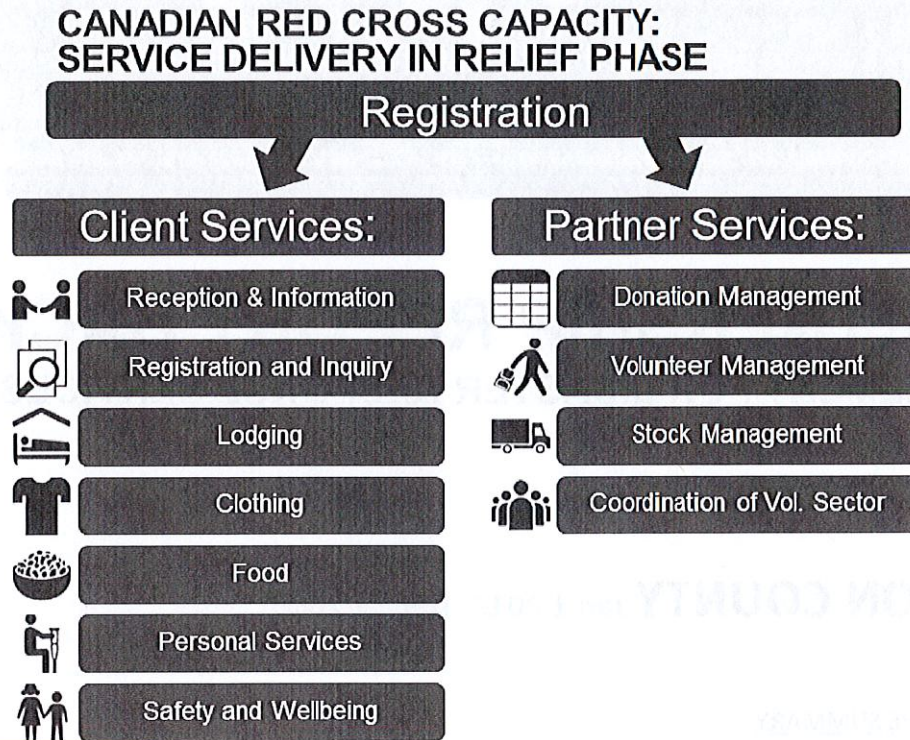 CANADIAN RED CROSS CAPACITY:
SERVICE DELIVERY IN RELIEF PHASE
Registration
Client Services:
Reception & Information
Registration and Inquiry
Lodging
Clothing
Food
Personal Services
Safety and Wellbeing
Partner Services:
Donation Management
Volunteer Management
Stock Management
Coordination of Vol. Sector